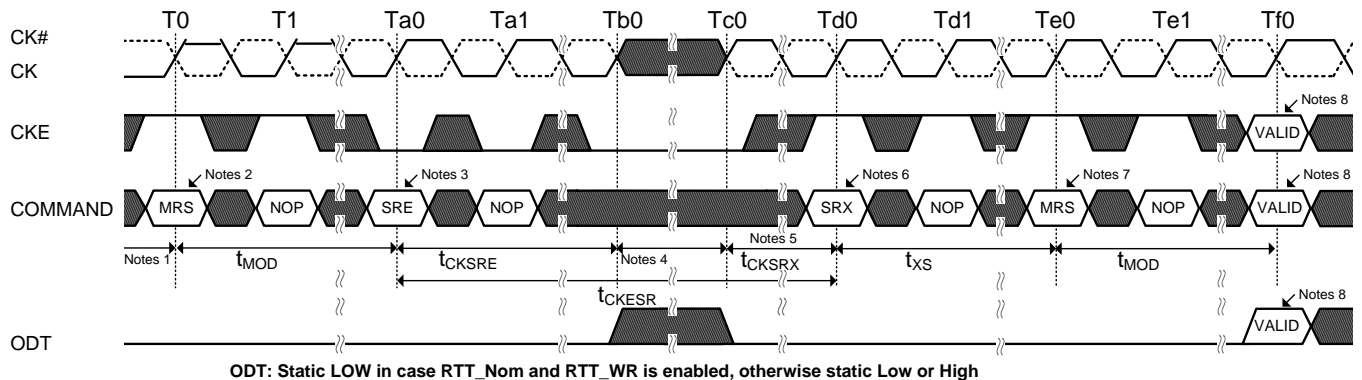 T0 T1 Ta0 Ta1 Tb0 Tc0 Td0 Td1 Te0 Te1 Tf0
CK#
CK
Notes 8
CKE VALID
Notes 2 Notes 3 Notes 6 Notes 7 Notes 8
COMMAND MRS NOP SRE NOP SRX NOP MRS NOP VALID
Notes 1 tMOD tCKSRE Notes 4 Notes 5 tCKSRX tXS tMOD
tCKESR
Notes 8
VALID
ODT
ODT: Static LOW in case RTT_Nom and RTT_WR is enabled, otherwise static Low or High